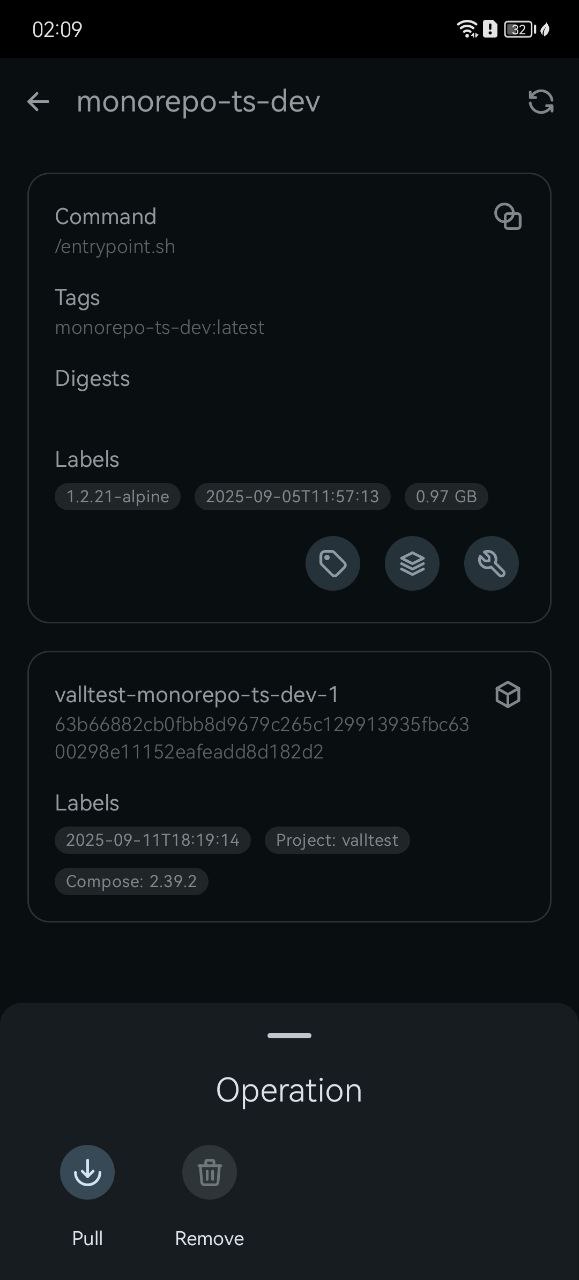 02:09
32
monorepo-ts-dev
Command
/entrypoint.sh
Tags
monorepo-ts-dev:latest
Digests
Labels
1.2.21-alpine 2025-09-05T11:57:13 0.97 GB
valltest-monorepo-ts-dev-1
63b66882cb0fbb8d9679c265c129913935fbc63
00298e11152eafeadd8d182d2
Labels
2025-09-11T18:19:14 Project: valltest
Compose: 2.39.2
Operation
Pull Remove